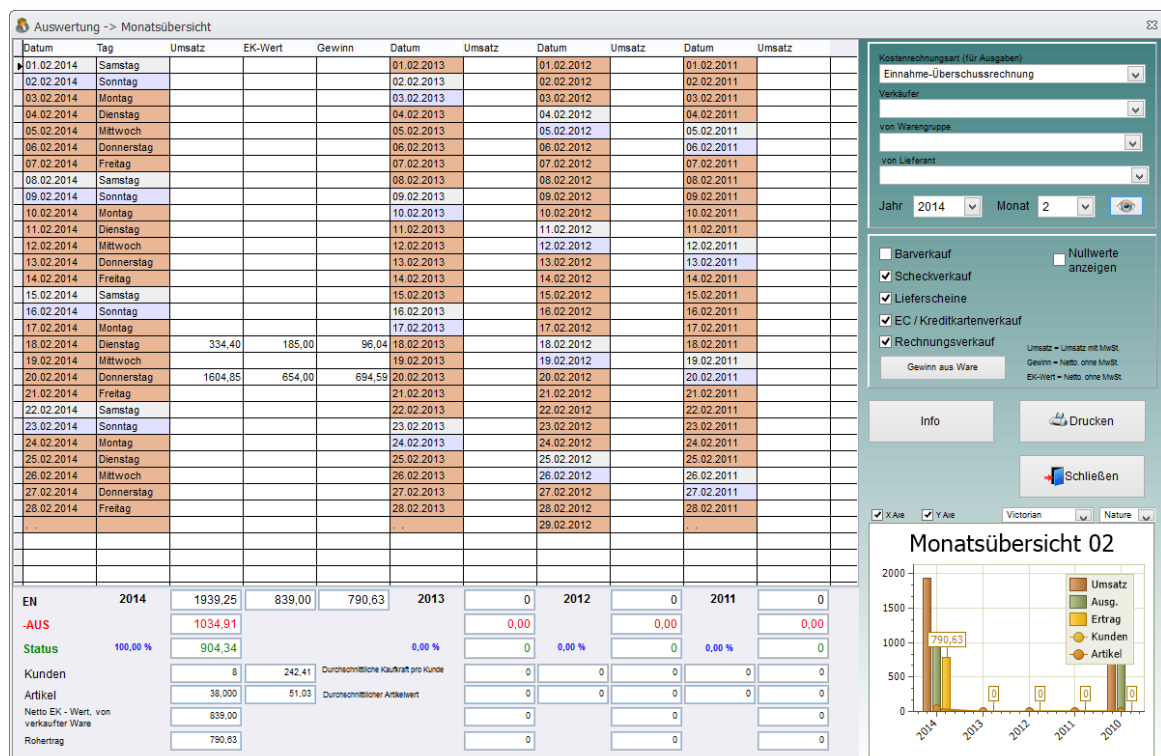 Auswertung -> Monatsübersicht
Datum Tag Umsatz EK-Wert Gewinn Datum Umsatz Datum Umsatz Datum Umsatz
01.02.2014 Samstag 01.02.2013 01.02.2012 01.02.2011
02.02.2014 Sonntag 02.02.2013 02.02.2012 02.02.2011
03.02.2014 Montag 03.02.2013 03.02.2012 03.02.2011
04.02.2014 Dienstag 04.02.2013 04.02.2012 04.02.2011
05.02.2014 Mittwoch 05.02.2013 05.02.2012 05.02.2011
06.02.2014 Donnerstag 06.02.2013 06.02.2012 06.02.2011
07.02.2014 Freitag 07.02.2013 07.02.2012 07.02.2011
08.02.2014 Samstag 08.02.2013 08.02.2012 08.02.2011
09.02.2014 Sonntag 09.02.2013 09.02.2012 09.02.2011
10.02.2014 Montag 10.02.2013 10.02.2012 10.02.2011
11.02.2014 Dienstag 11.02.2013 11.02.2012 11.02.2011
12.02.2014 Mittwoch 12.02.2013 12.02.2012 12.02.2011
13.02.2014 Donnerstag 13.02.2013 13.02.2012 13.02.2011
14.02.2014 Freitag 14.02.2013 14.02.2012 14.02.2011
15.02.2014 Samstag 15.02.2013 15.02.2012 15.02.2011
16.02.2014 Sonntag 16.02.2013 16.02.2012 16.02.2011
17.02.2014 Montag 17.02.2013 17.02.2012 17.02.2011
18.02.2014 Dienstag 334,40 185,00 96,04 18.02.2013 18.02.2012 18.02.2011
19.02.2014 Mittwoch 19.02.2013 19.02.2012 19.02.2011
20.02.2014 Donnerstag 1604,85 654,00 694,59 20.02.2013 20.02.2012 20.02.2011
21.02.2014 Freitag 21.02.2013 21.02.2012 21.02.2011
22.02.2014 Samstag 22.02.2013 22.02.2012 22.02.2011
23.02.2014 Sonntag 23.02.2013 23.02.2012 23.02.2011
24.02.2014 Montag 24.02.2013 24.02.2012 24.02.2011
25.02.2014 Dienstag 25.02.2013 25.02.2012 25.02.2011
26.02.2014 Mittwoch 26.02.2013 26.02.2012 26.02.2011
27.02.2014 Donnerstag 27.02.2013 27.02.2012 27.02.2011
28.02.2014 Freitag 28.02.2013 28.02.2012 28.02.2011
. . . . 29.02.2012 . .
EN 2014 1939,25 839,00 790,63 2013 0 2012 0 2011 0
-AUS 1034,91 0,00 0,00 0,00
Status 100,00 % 904,34 0,00 % 0 0,00 % 0 0,00 % 0
Kunden 8 242,41 Durchschnittliche Kaufkraft pro Kunde 0 0 0 0 0
Artikel 38,000 51,03 Durchschnittlicher Artikelwert 0 0 0 0 0
Netto EK - Wert, von
verkaufter Ware 839,00 0 0 0
Rohertrag 790,63 0 0 0
Kostenrechnungsart (für Ausgaben)
Einnahme-Überschussrechnung
Verkäufer
von Warengruppe
von Lieferant
Jahr 2014 Monat 2
Barverkauf Nullwerte
anzeigen
Scheckverkauf
Lieferscheine
EC / Kreditkartenverkauf
Rechnungsverkauf
Umsatz = Umsatz mit MwSt.
Gewinn = Netto. ohne MwSt.
EK-Wert = Netto. ohne MwSt.
Gewinn aus Ware
Info Drucken
Schließen
X Axe Y Axe Victorian Nature
Monatsübersicht 02
2000
1500
1000
500
0
Umsatz
Ausg.
Ertrag
Kunden
Artikel
790,63
0 0 0 0
2014 2013 2012 2011 2010